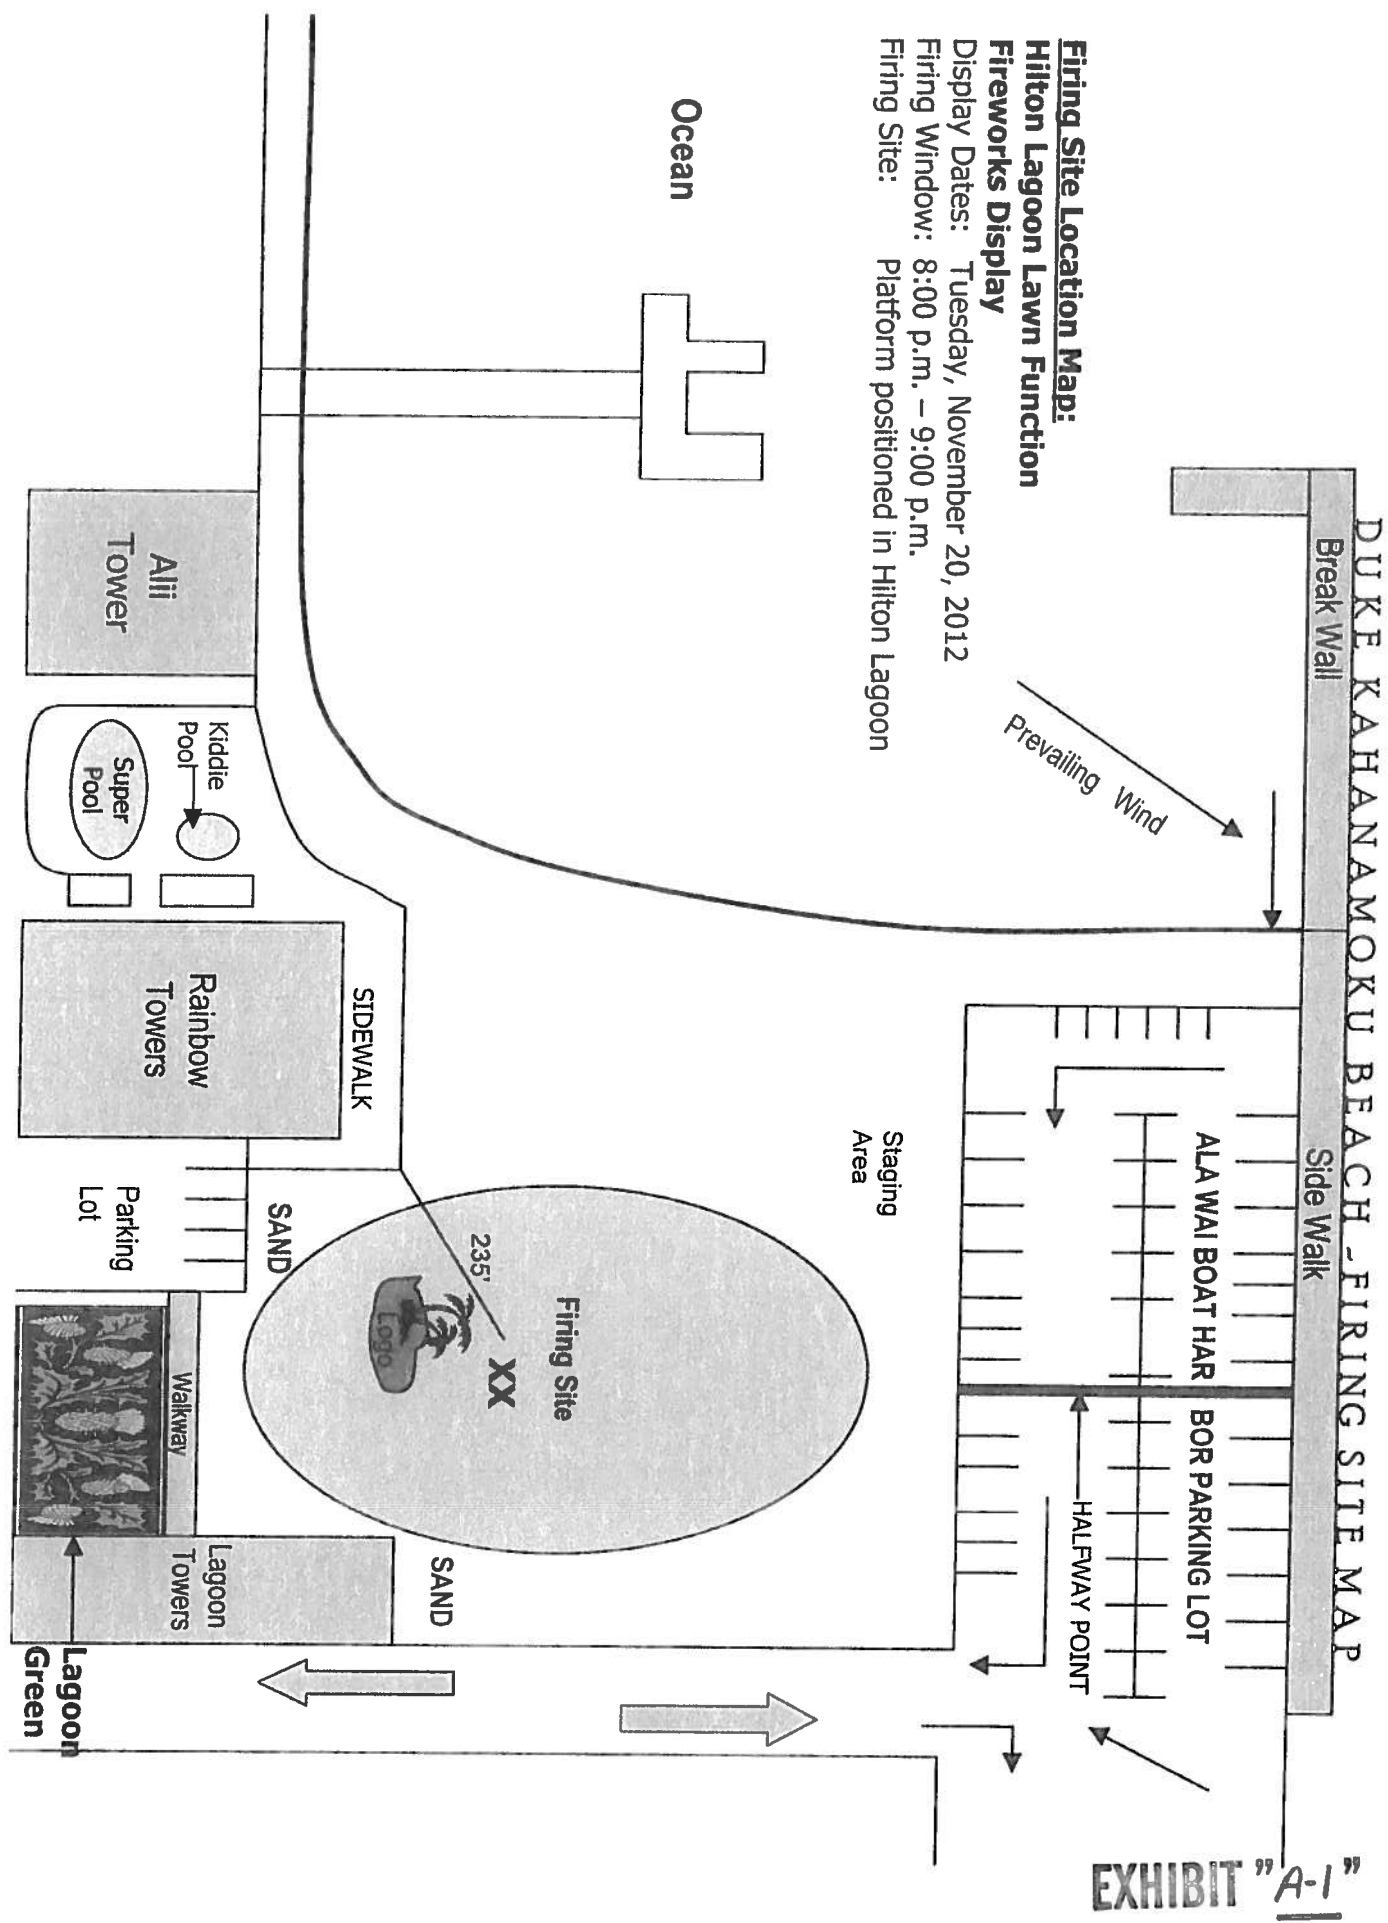 DUKE KAHANAMOKU BEACH - FIRING SITE MAP
Break Wall
Side Walk
Firing Site Location Map:
Hilton Lagoon Lawn Function
Fireworks Display
Display Dates: Tuesday, November 20, 2012
Firing Window: 8:00 p.m. – 9:00 p.m.
Firing Site: Platform positioned in Hilton Lagoon
Prevailing Wind
ALA WAI BOAT HAR BOR PARKING LOT
HALFWAY POINT
Ocean
Staging
Area
Firing Site
XX
235'
Logo
SAND
SIDEWALK
SAND
Alii
Tower
Kiddie
Pool
Super
Pool
Rainbow
Towers
Parking
Lot
Walkway
Lagoon
Towers
Lagoon
Green
EXHIBIT "A-1"